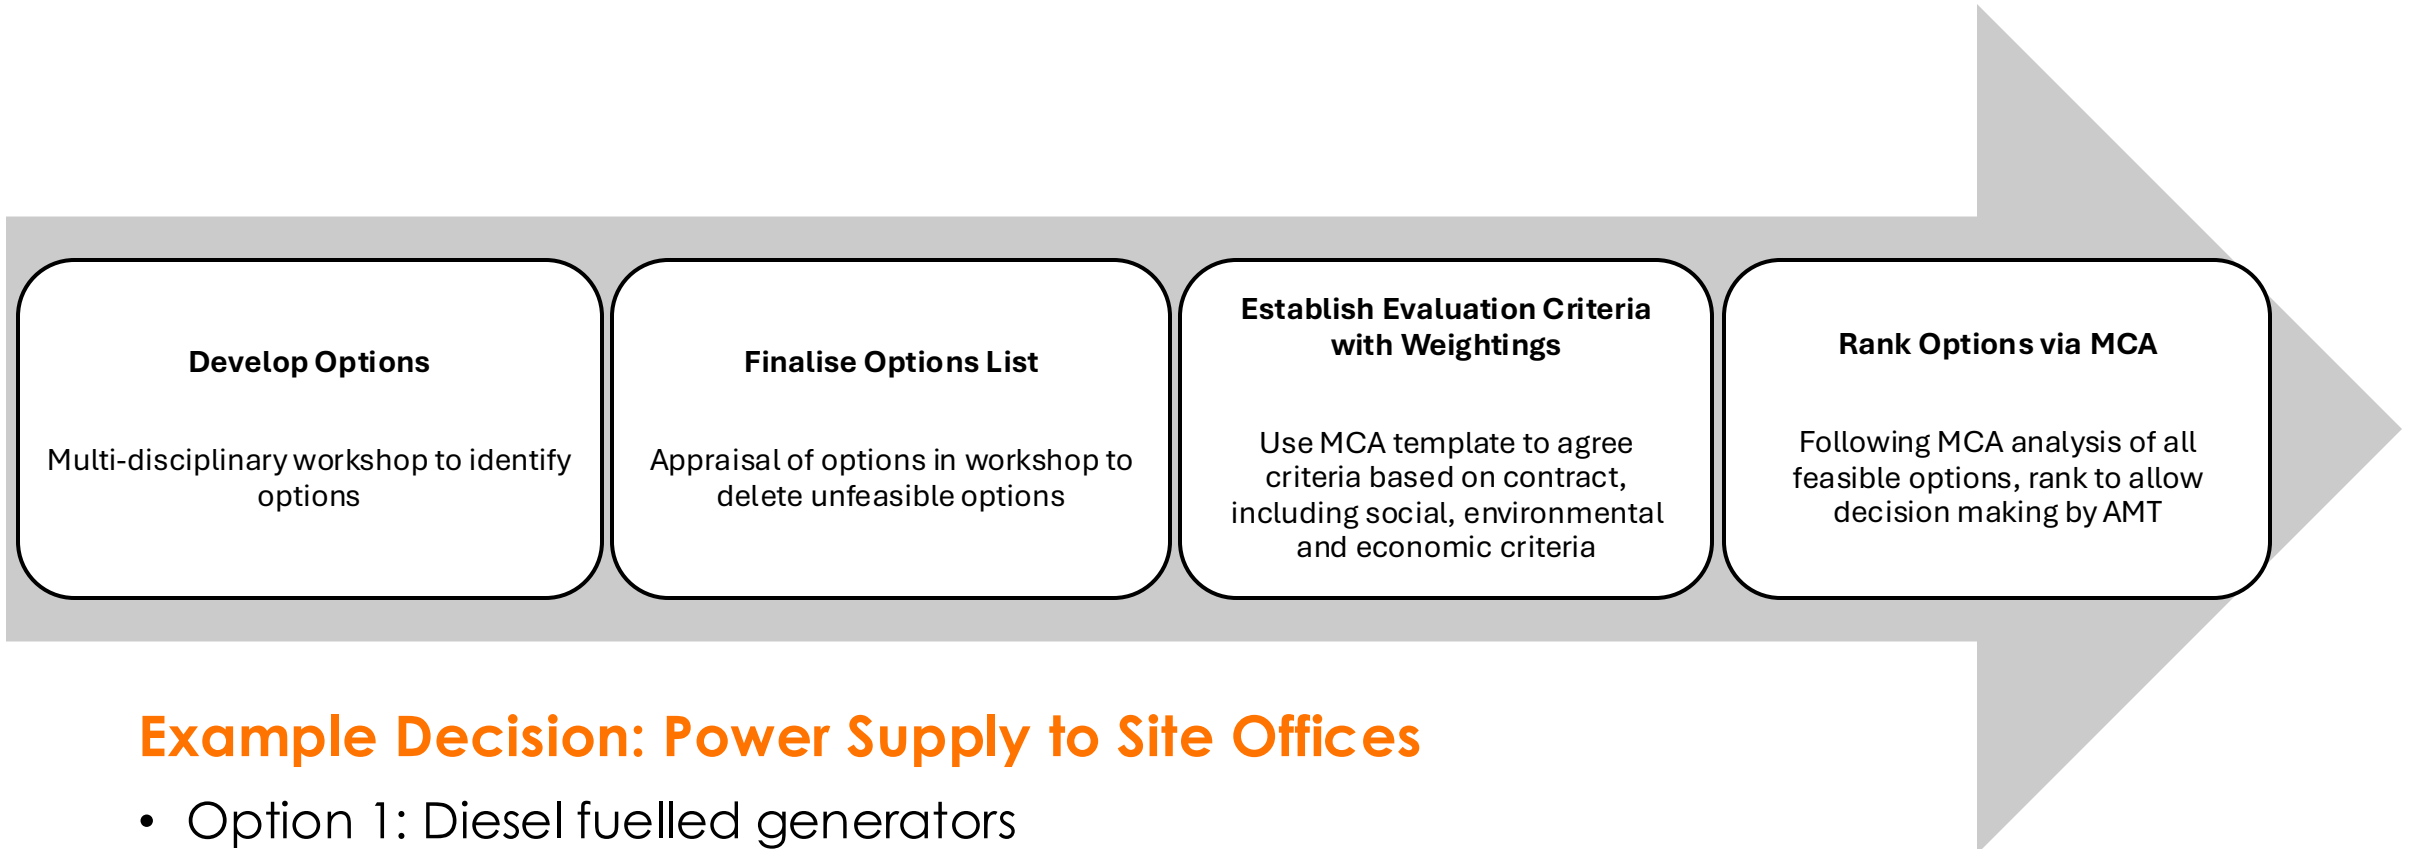 Develop Options
Multi-disciplinary workshop to identify
options
Finalise Options List
Appraisal of options in workshop to
delete unfeasible options
Establish Evaluation Criteria
with Weightings
Use MCA template to agree
criteria based on contract,
including social, environmental
and economic criteria
Rank Options via MCA
Following MCA analysis of all
feasible options, rank to allow
decision making by AMT
Example Decision: Power Supply to Site Offices
• Option 1: Diesel fuelled generators